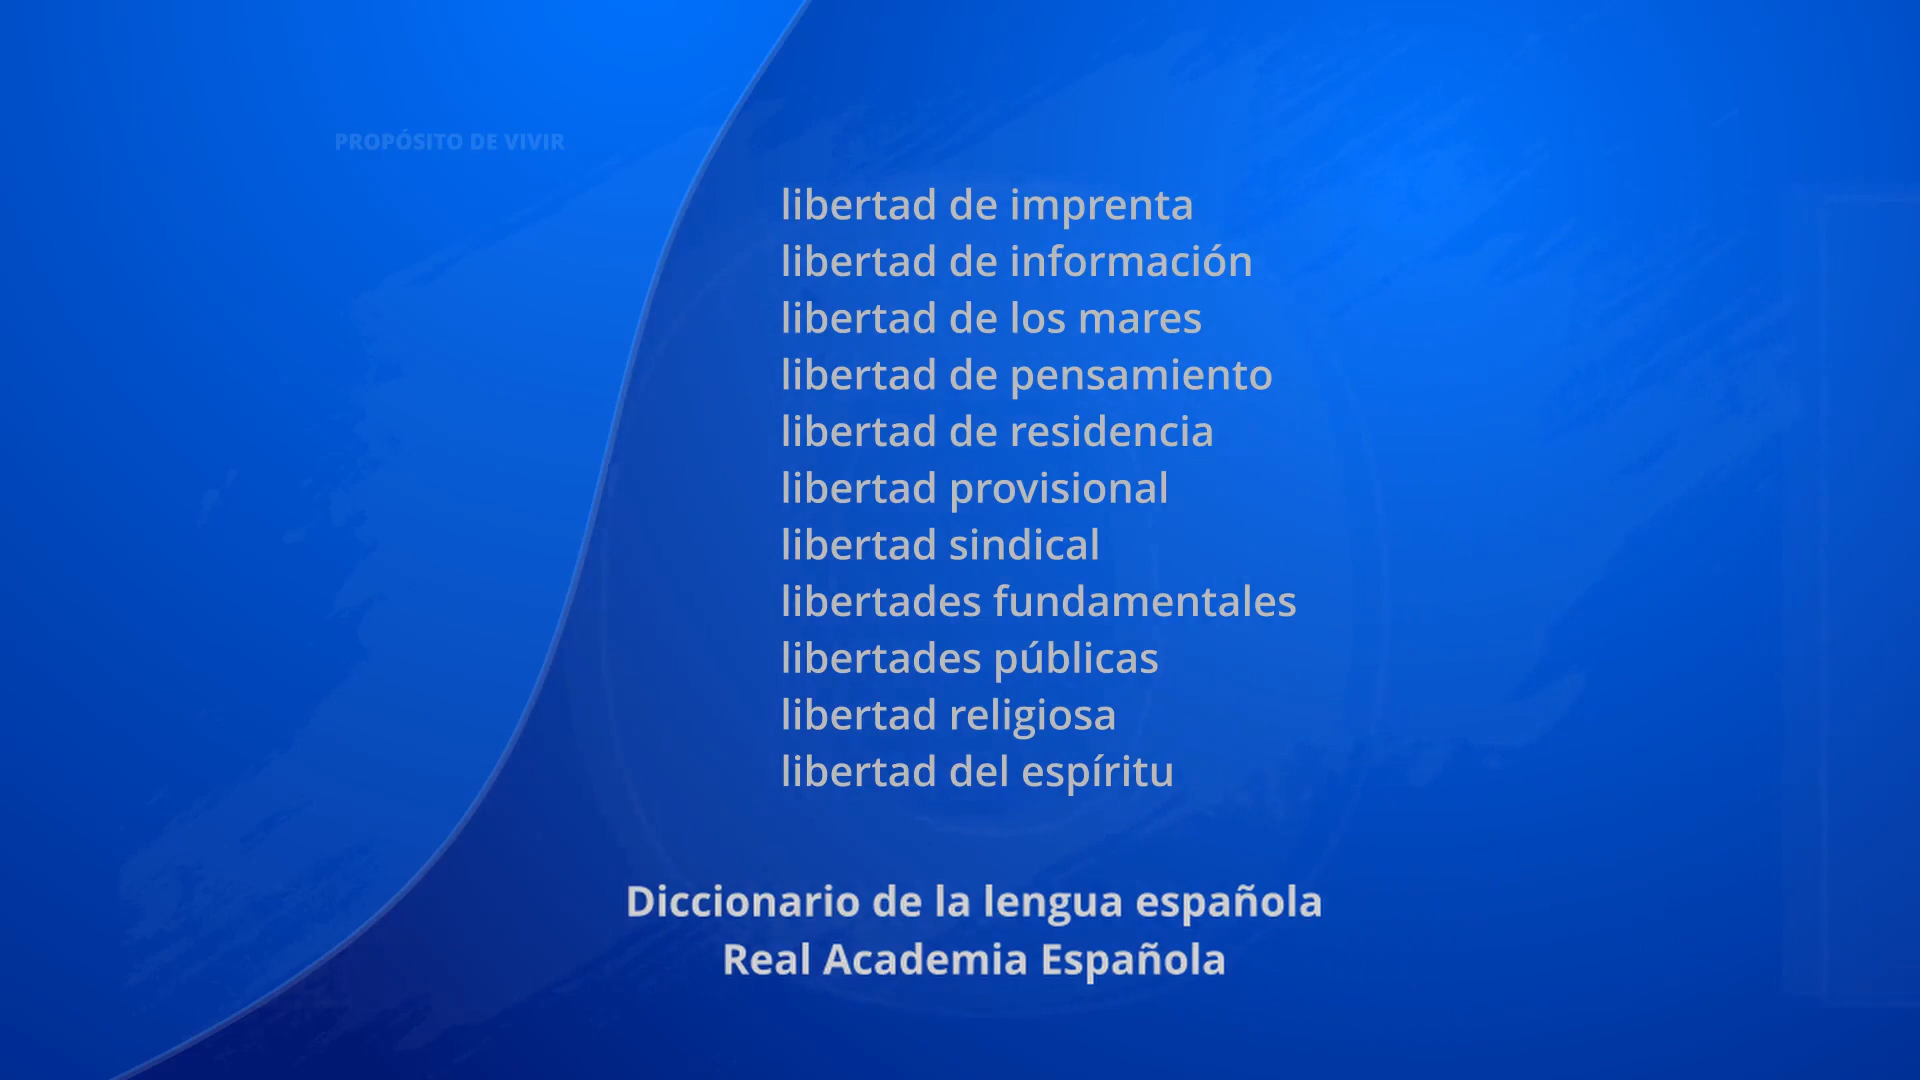 PROPÓSITO DE VIVIR
libertad de imprenta
libertad de información
libertad de los mares
libertad de pensamiento
libertad de residencia
libertad provisional
libertad sindical
libertades fundamentales
libertades públicas
libertad religiosa
libertad del espíritu
Diccionario de la lengua española
Real Academia Española